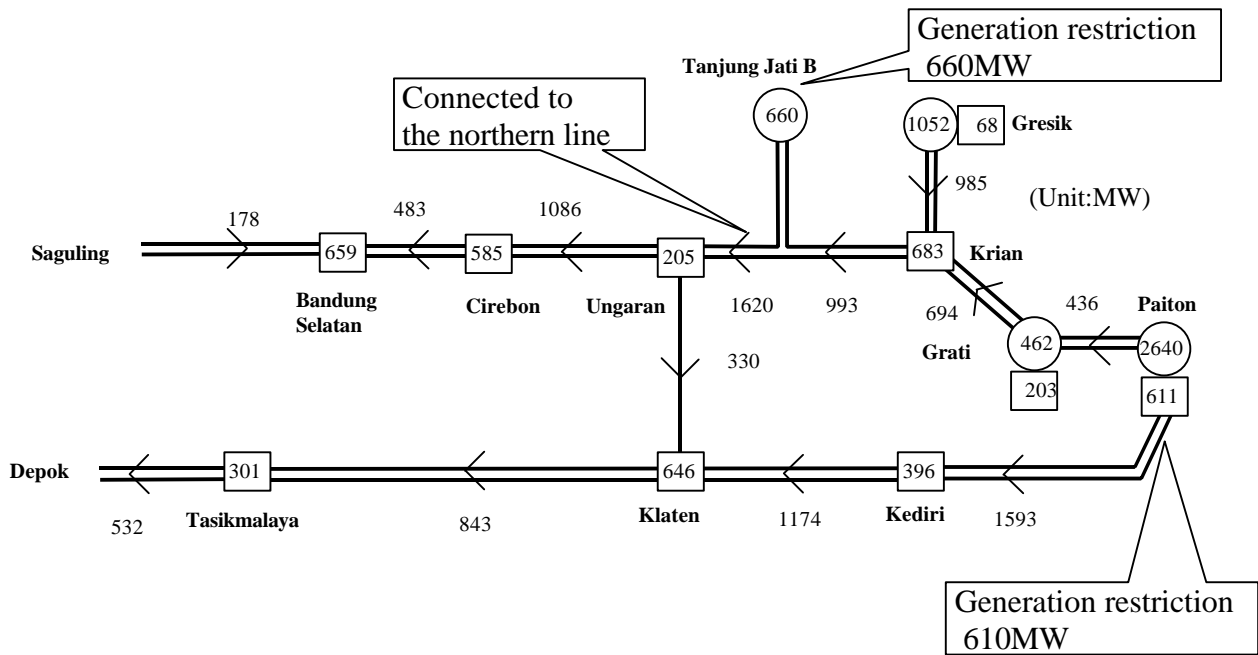 Generation restriction
660MW
Tanjung Jati B
Connected to
the northern line
660
1052
68
Gresik
985
(Unit:MW)
178
483
1086
Saguling
659
585
205
683
Krian
Bandung
Selatan
Cirebon
Ungaran
1620
993
694
436
Paiton
Grati
462
2640
203
611
330
Depok
301
646
396
532
Tasikmalaya
843
Klaten
1174
Kediri
1593
Generation restriction
610MW